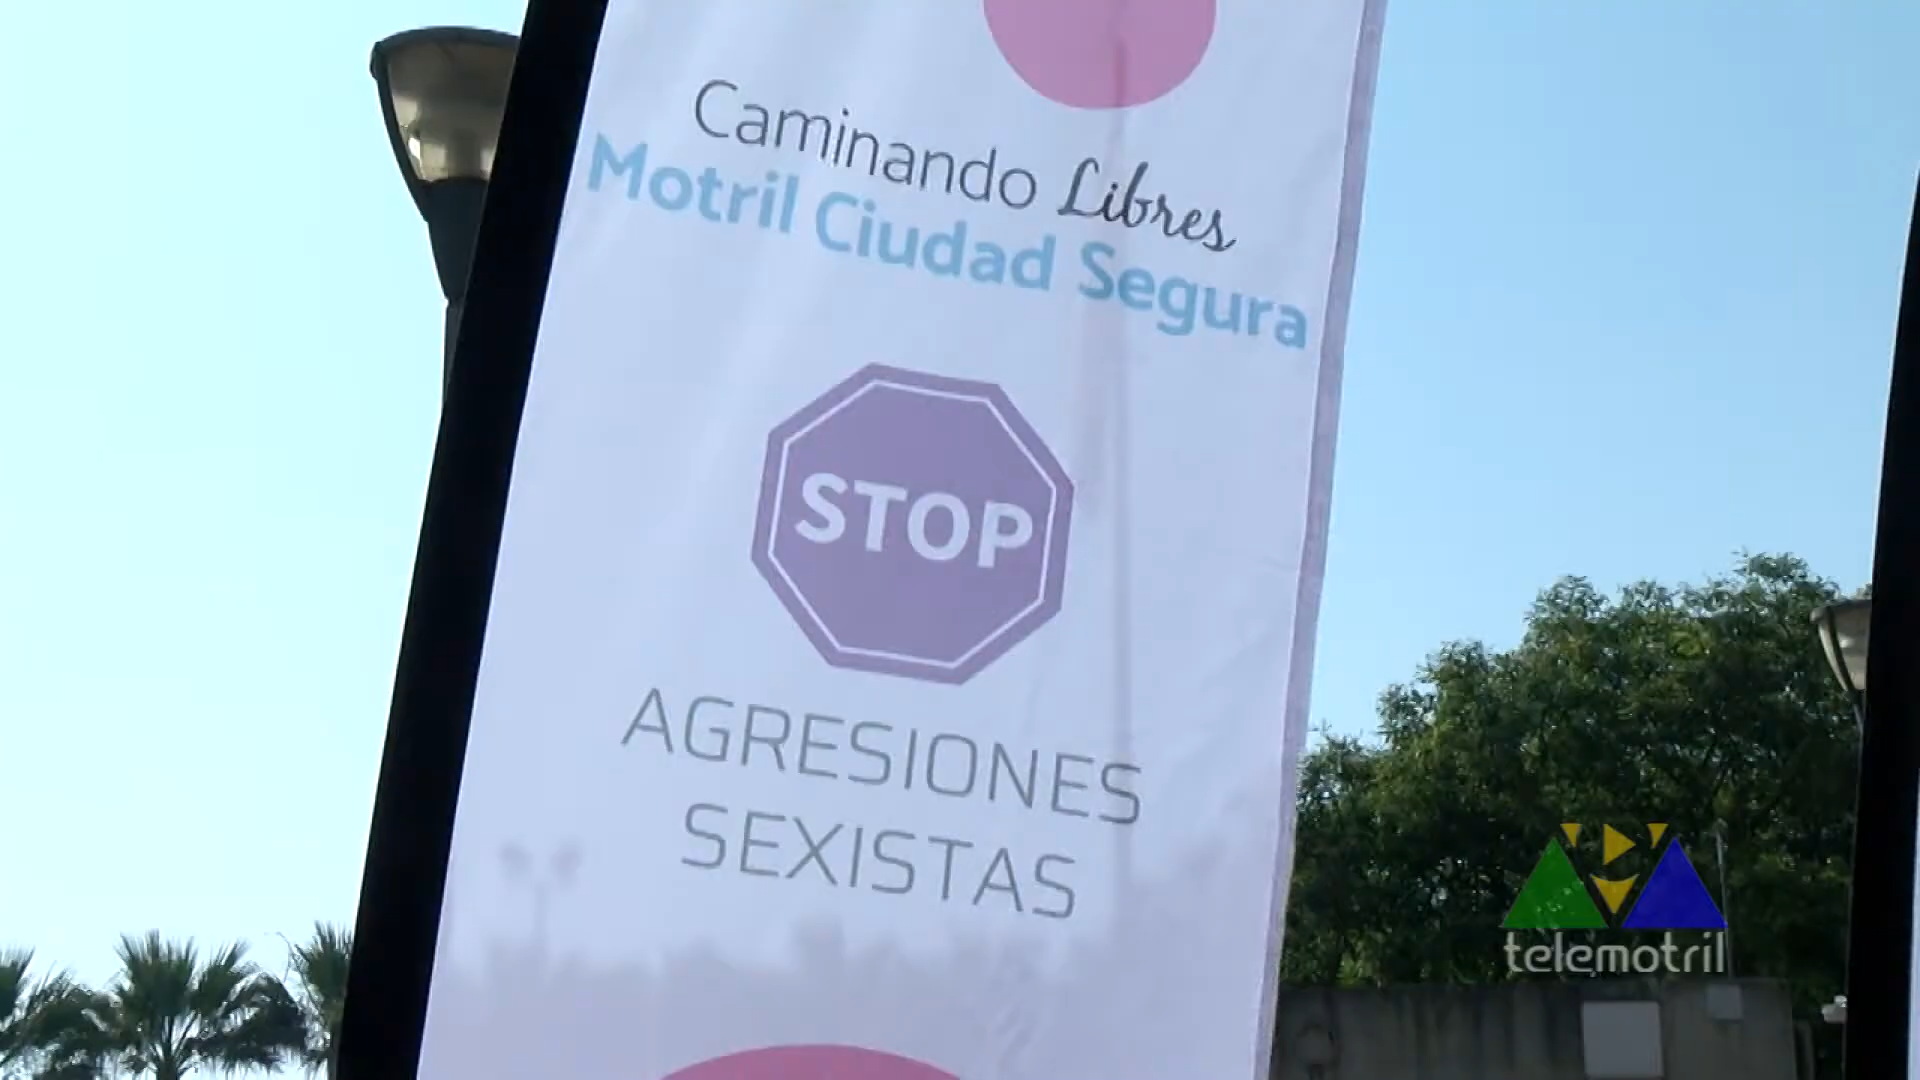 Caminando Libres
Motril Ciudad Segura
STOP
AGRESIONES
SEXISTAS
telemotril